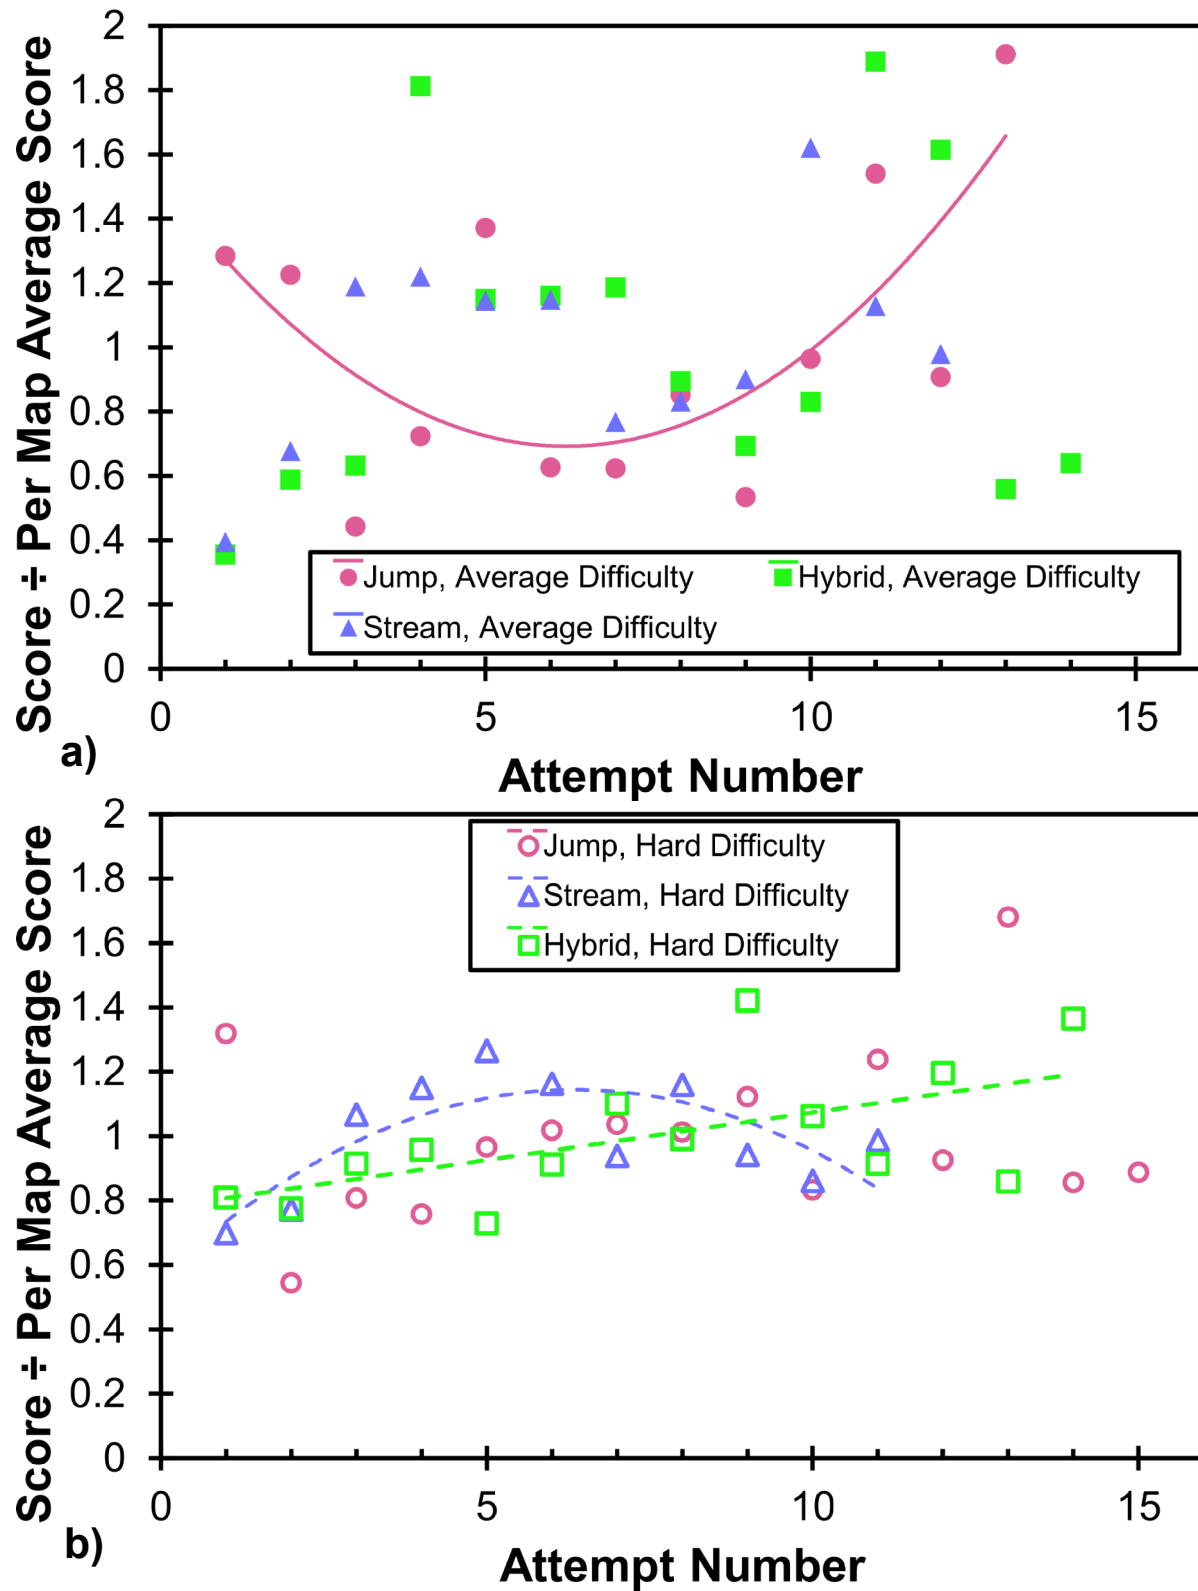 Score ÷ Per Map Average Score
2
1.8
1.6
1.4
1.2
1
0.8
0.6
0.4
0.2
0
Jump, Average Difficulty
Hybrid, Average Difficulty
Stream, Average Difficulty
0 5 10 15
a)
Attempt Number
Score ÷ Per Map Average Score
2
1.8
1.6
1.4
1.2
1
0.8
0.6
0.4
0.2
0
Jump, Hard Difficulty
Stream, Hard Difficulty
Hybrid, Hard Difficulty
0 5 10 15
b)
Attempt Number